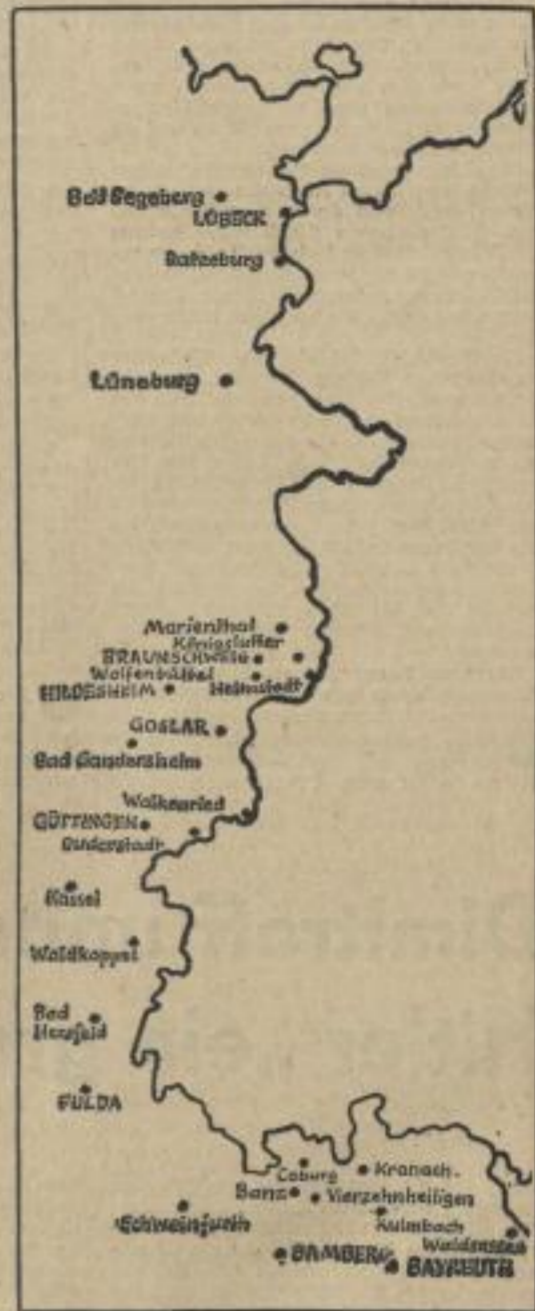 Bad Segeberg
LÜBECK
Ratzeburg
Lüneburg
Marienthal
Königslutter
BRAUNSCHWEIG
Wolfenbüttel
HILDESHEIM
Helmstedt
GOSLAR
Bad Gandersheim
Walkenried
GÖTTINGEN
Duderstadt
Kassel
Waldkappel
Bad
Hersfeld
FULDA
Coburg
Kronach
Banz
Vierzehnheiligen
Schweinfurth
Kulmbach
Waldsassen
BAMBERG
BAYREUTH